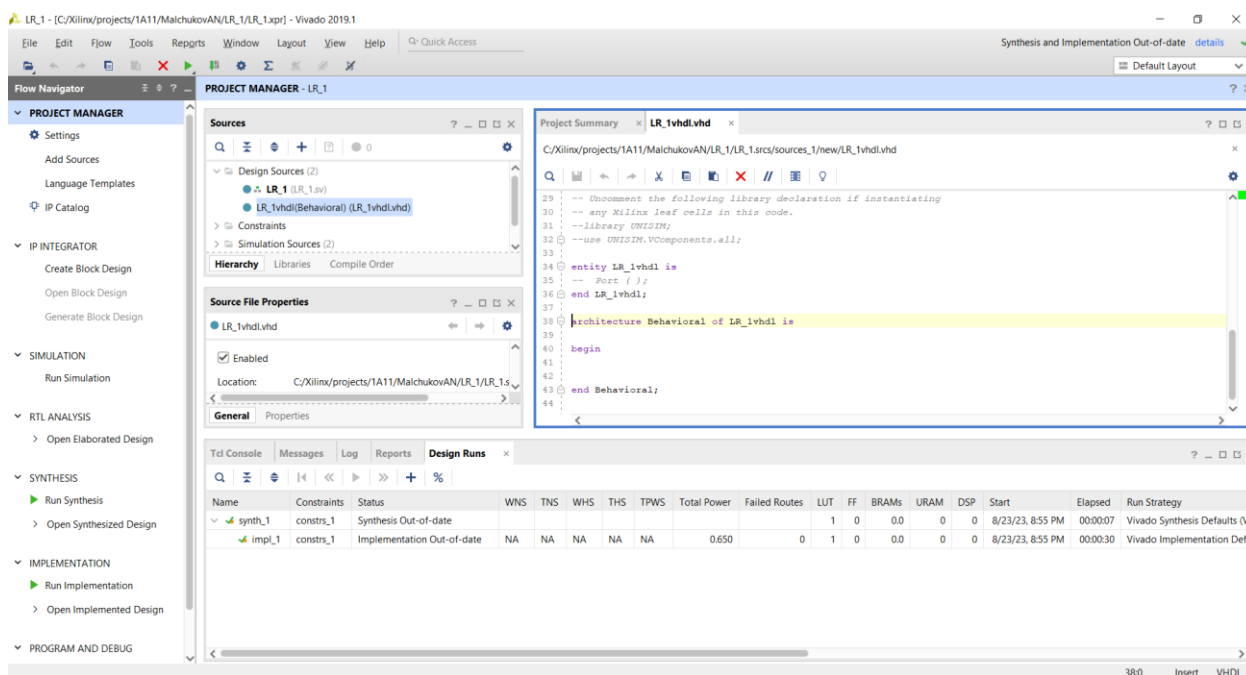 LR_1 - [C:/Xilinx/projects/1A11/MalchukovAN/LR_1/LR_1.xpr] - Vivado 2019.1
File Edit Flow Tools Reports Window Layout View Help Q- Quick Access
Synthesis and Implementation Out-of-date details
Default Layout
Flow Navigator
PROJECT MANAGER
Settings
Add Sources
Language Templates
IP Catalog
IP INTEGRATOR
Create Block Design
Open Block Design
Generate Block Design
SIMULATION
Run Simulation
RTL ANALYSIS
Open Elaborated Design
SYNTHESIS
Run Synthesis
Open Synthesized Design
IMPLEMENTATION
Run Implementation
Open Implemented Design
PROGRAM AND DEBUG
PROJECT MANAGER - LR_1
Sources
0
Design Sources (2)
LR_1 (LR_1.sv)
LR_1vhdl(Behavioral) (LR_1vhdl.vhd)
Constraints
Simulation Sources (2)
Hierarchy Libraries Compile Order
Source File Properties
LR_1vhdl.vhd
Enabled
Location: C:/Xilinx/projects/1A11/MalchukovAN/LR_1/LR_1.s
General Properties
Project Summary LR_1vhdl.vhd
C:/Xilinx/projects/1A11/MalchukovAN/LR_1/LR_1.srcs/sources_1/new/LR_1vhdl.vhd
29 -- Uncomment the following library declaration if instantiating
30 -- any Xilinx leaf cells in this code.
31 --library UNISIM;
32 --use UNISIM.VComponents.all;
33
34 entity LR_1vhdl is
35 -- Port ( );
36 end LR_1vhdl;
37
38 architecture Behavioral of LR_1vhdl is
39
40 begin
41
42
43 end Behavioral;
44
Tcl Console Messages Log Reports Design Runs
Name Constraints Status WNS TNS WHS THS TPWS Total Power Failed Routes LUT FF BRAMs URAM DSP Start Elapsed Run Strategy
synth_1 constrs_1 Synthesis Out-of-date 1 0 0.0 0 0 8/23/23, 8:55 PM 00:00:07 Vivado Synthesis Defaults (V
impl_1 constrs_1 Implementation Out-of-date NA NA NA NA NA 0.650 0 1 0 0.0 0 0 8/23/23, 8:55 PM 00:00:30 Vivado Implementation Def
38:0 Insert VHDL